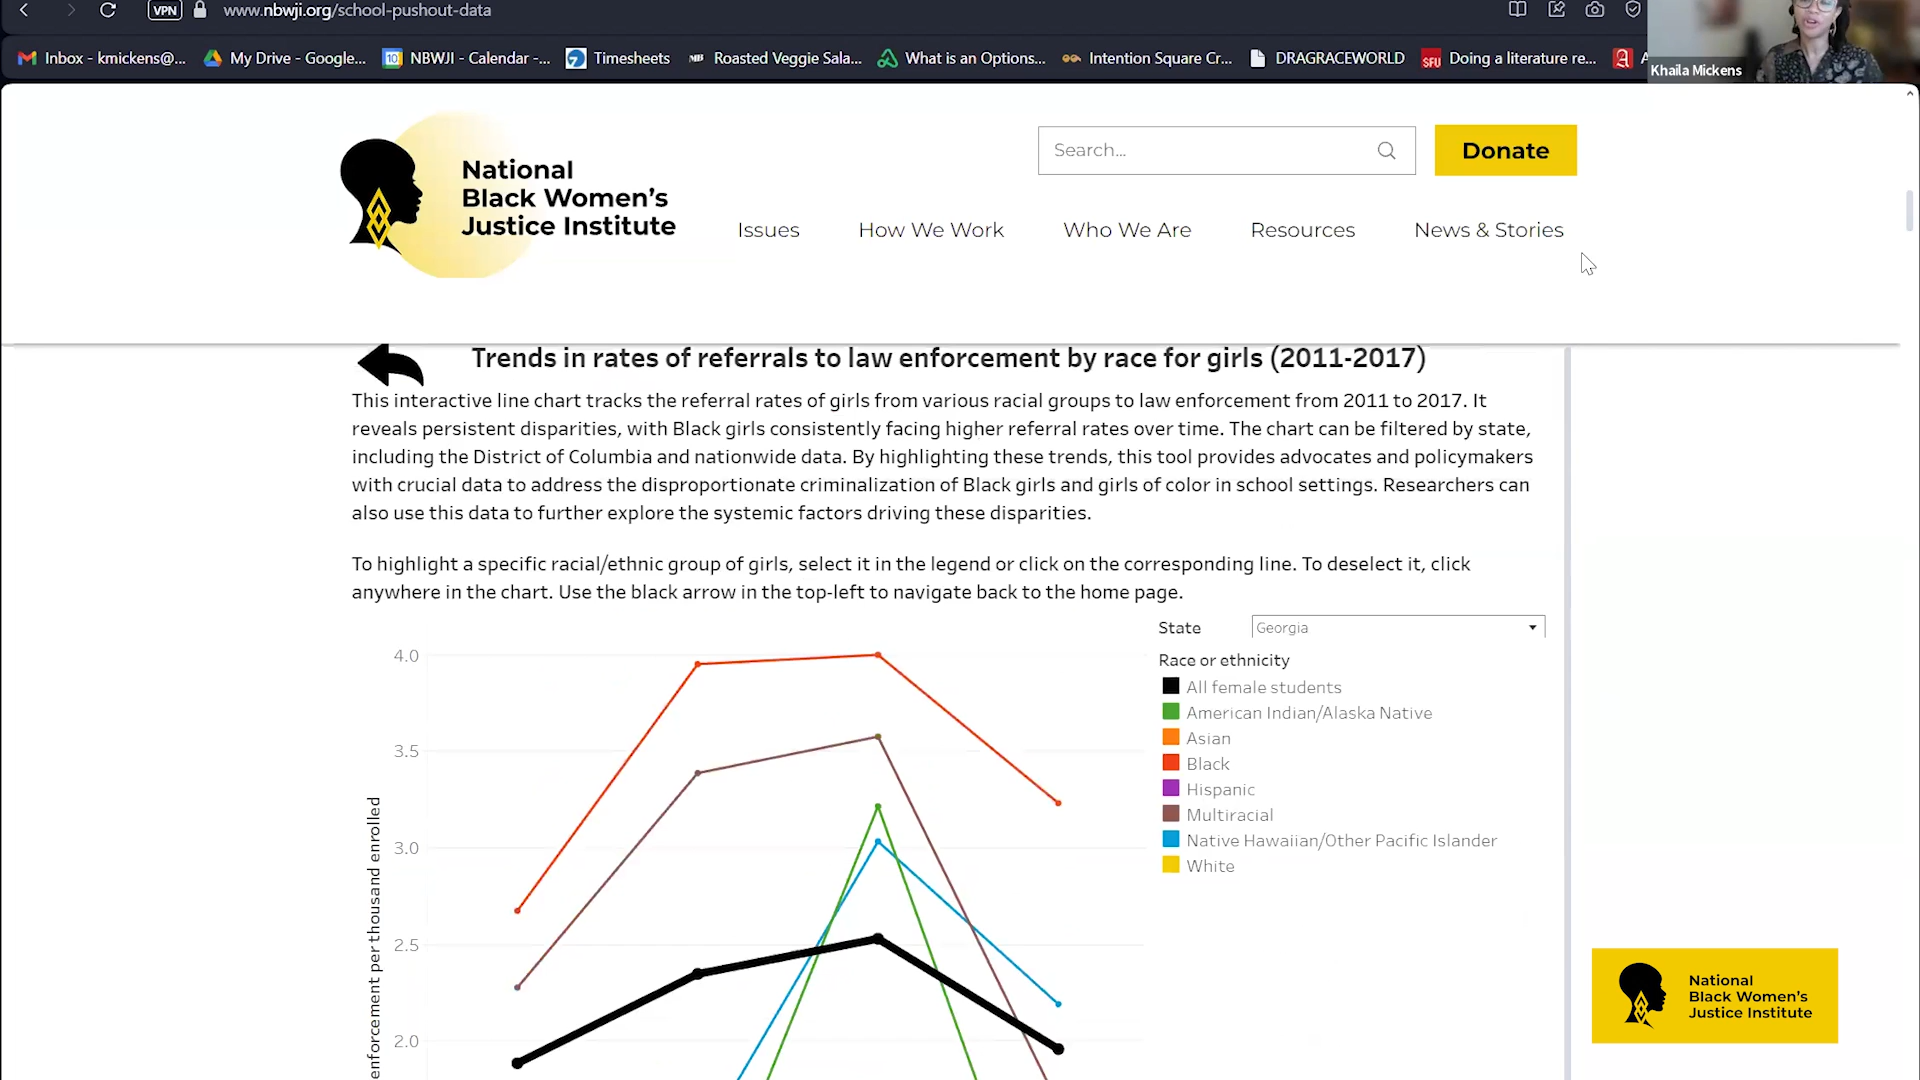 VPN www.nbwji.org/school-pushout-data
Inbox - kmickens@... My Drive - Google... NBWJI - Calendar -... Timesheets Roasted Veggie Sala... What is an Options... Intention Square Cr... DRAGRACEWORLD SFU Doing a literature re...
Khaila Mickens
National
Black Women's
Justice Institute
Search...
Donate
Issues How We Work Who We Are Resources News & Stories
Trends in rates of referrals to law enforcement by race for girls (2011-2017)
This interactive line chart tracks the referral rates of girls from various racial groups to law enforcement from 2011 to 2017. It
reveals persistent disparities, with Black girls consistently facing higher referral rates over time. The chart can be filtered by state,
including the District of Columbia and nationwide data. By highlighting these trends, this tool provides advocates and policymakers
with crucial data to address the disproportionate criminalization of Black girls and girls of color in school settings. Researchers can
also use this data to further explore the systemic factors driving these disparities.
To highlight a specific racial/ethnic group of girls, select it in the legend or click on the corresponding line. To deselect it, click
anywhere in the chart. Use the black arrow in the top-left to navigate back to the home page.
State Georgia
Race or ethnicity
All female students
American Indian/Alaska Native
Asian
Black
Hispanic
Multiracial
Native Hawaiian/Other Pacific Islander
White
4.0
3.5
3.0
2.5
2.0
enforcement per thousand enrolled
National
Black Women's
Justice Institute